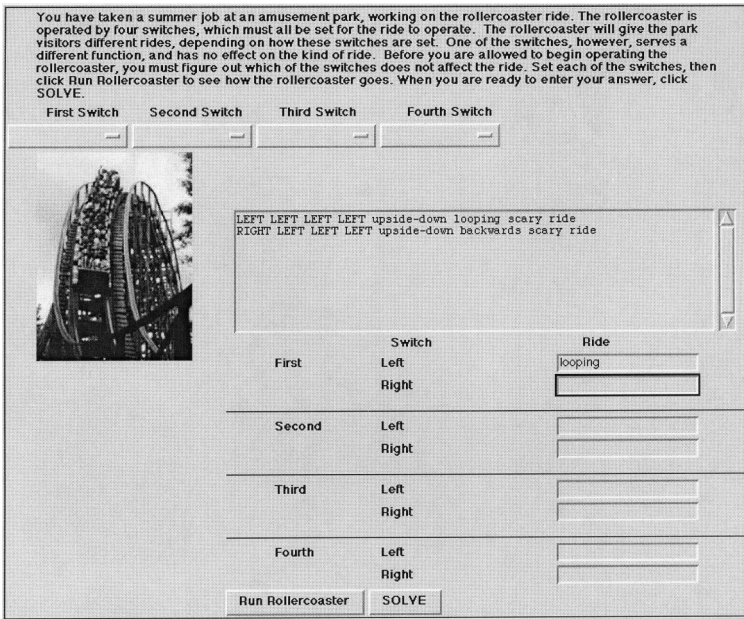 You have taken a summer job at an amusement park, working on the rollercoaster ride. The rollercoaster is
operated by four switches, which must all be set for the ride to operate. The rollercoaster will give the park
visitors different rides, depending on how these switches are set. One of the switches, however, serves a
different function, and has no effect on the kind of ride. Before you are allowed to begin operating the
rollercoaster, you must figure out which of the switches does not affect the ride. Set each of the switches, then
click Run Rollercoaster to see how the rollercoaster goes. When you are ready to enter your answer, click
SOLVE.
First Switch Second Switch Third Switch Fourth Switch
LEFT LEFT LEFT LEFT upside-down looping scary ride
RIGHT LEFT LEFT LEFT upside-down backwards scary ride
Switch Ride
First Left looping
Right
Second Left
Right
Third Left
Right
Fourth Left
Right
Run Rollercoaster SOLVE